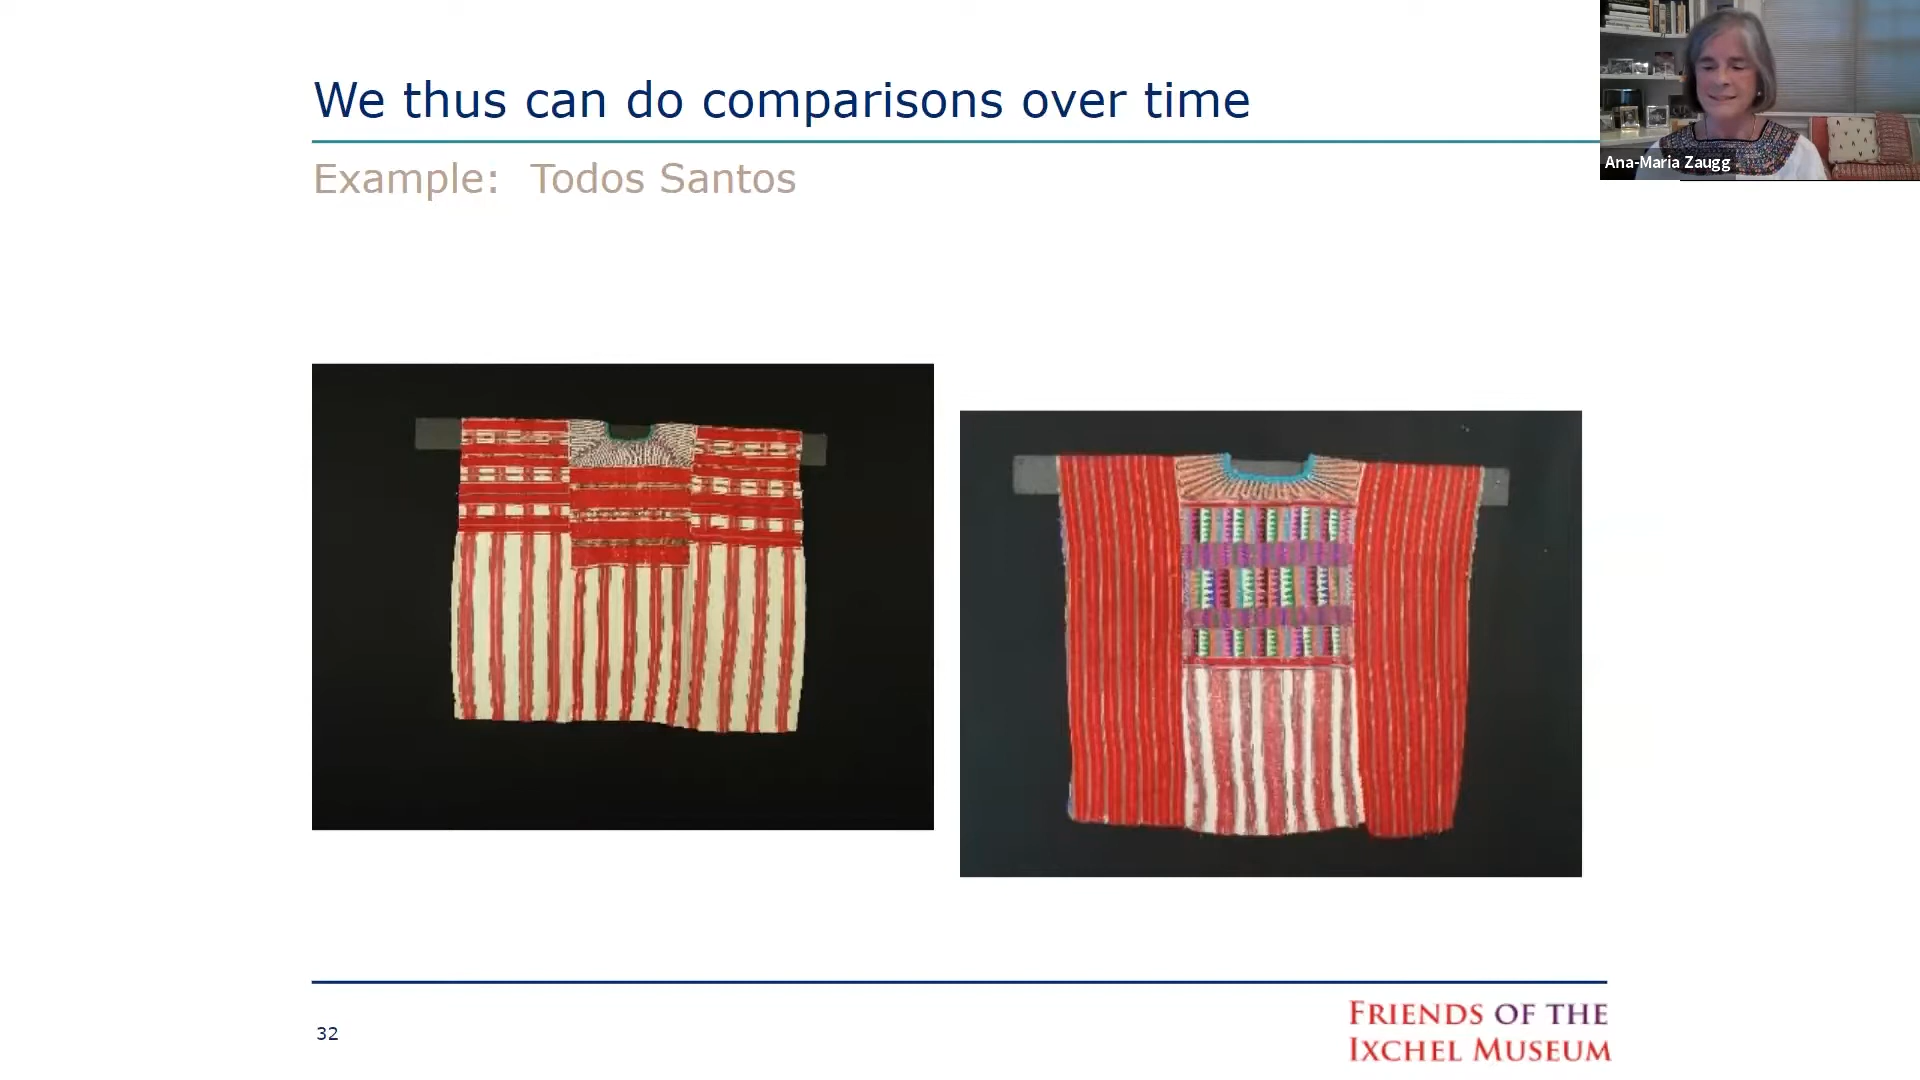 We thus can do comparisons over time
Ana-Maria Zaugg
Example: Todos Santos
32
FRIENDS OF THE
IXCHEL MUSEUM